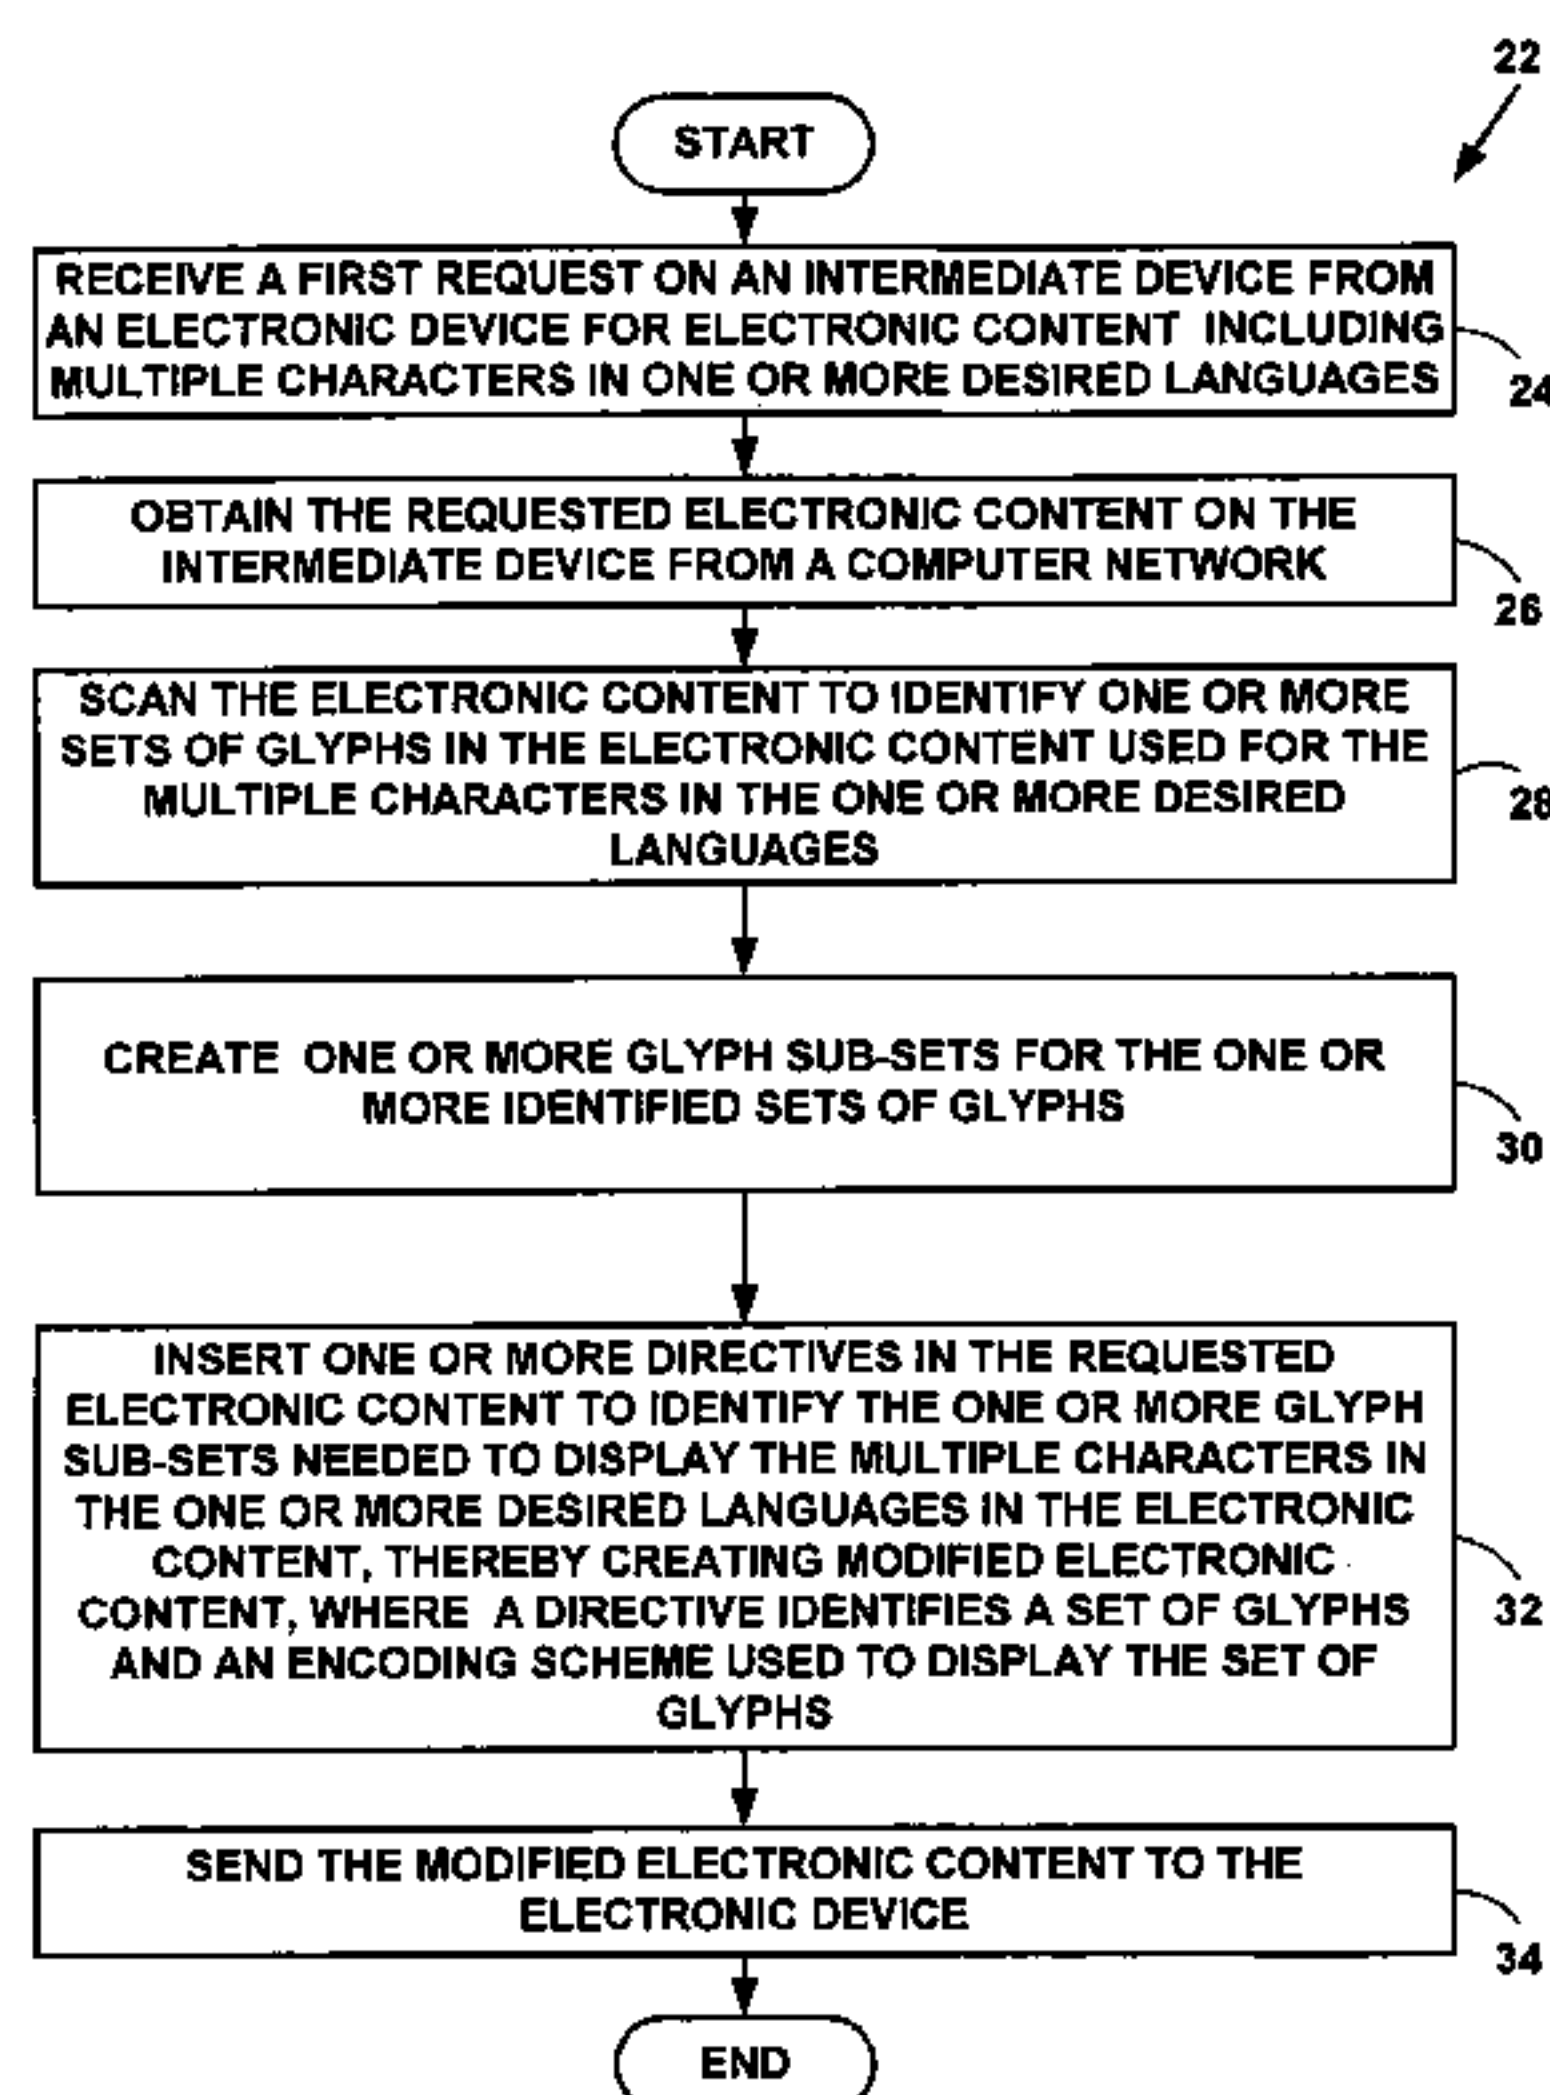 22
START
RECEIVE A FIRST REQUEST ON AN INTERMEDIATE DEVICE FROM
AN ELECTRONIC DEVICE FOR ELECTRONIC CONTENT INCLUDING
MULTIPLE CHARACTERS IN ONE OR MORE DESIRED LANGUAGES
24
OBTAIN THE REQUESTED ELECTRONIC CONTENT ON THE
INTERMEDIATE DEVICE FROM A COMPUTER NETWORK
26
SCAN THE ELECTRONIC CONTENT TO IDENTIFY ONE OR MORE
SETS OF GLYPHS IN THE ELECTRONIC CONTENT USED FOR THE
MULTIPLE CHARACTERS IN THE ONE OR MORE DESIRED
LANGUAGES
28
CREATE ONE OR MORE GLYPH SUB-SETS FOR THE ONE OR
MORE IDENTIFIED SETS OF GLYPHS
30
INSERT ONE OR MORE DIRECTIVES IN THE REQUESTED
ELECTRONIC CONTENT TO IDENTIFY THE ONE OR MORE GLYPH
SUB-SETS NEEDED TO DISPLAY THE MULTIPLE CHARACTERS IN
THE ONE OR MORE DESIRED LANGUAGES IN THE ELECTRONIC
CONTENT, THEREBY CREATING MODIFIED ELECTRONIC
CONTENT, WHERE A DIRECTIVE IDENTIFIES A SET OF GLYPHS
AND AN ENCODING SCHEME USED TO DISPLAY THE SET OF
GLYPHS
32
SEND THE MODIFIED ELECTRONIC CONTENT TO THE
ELECTRONIC DEVICE
34
END